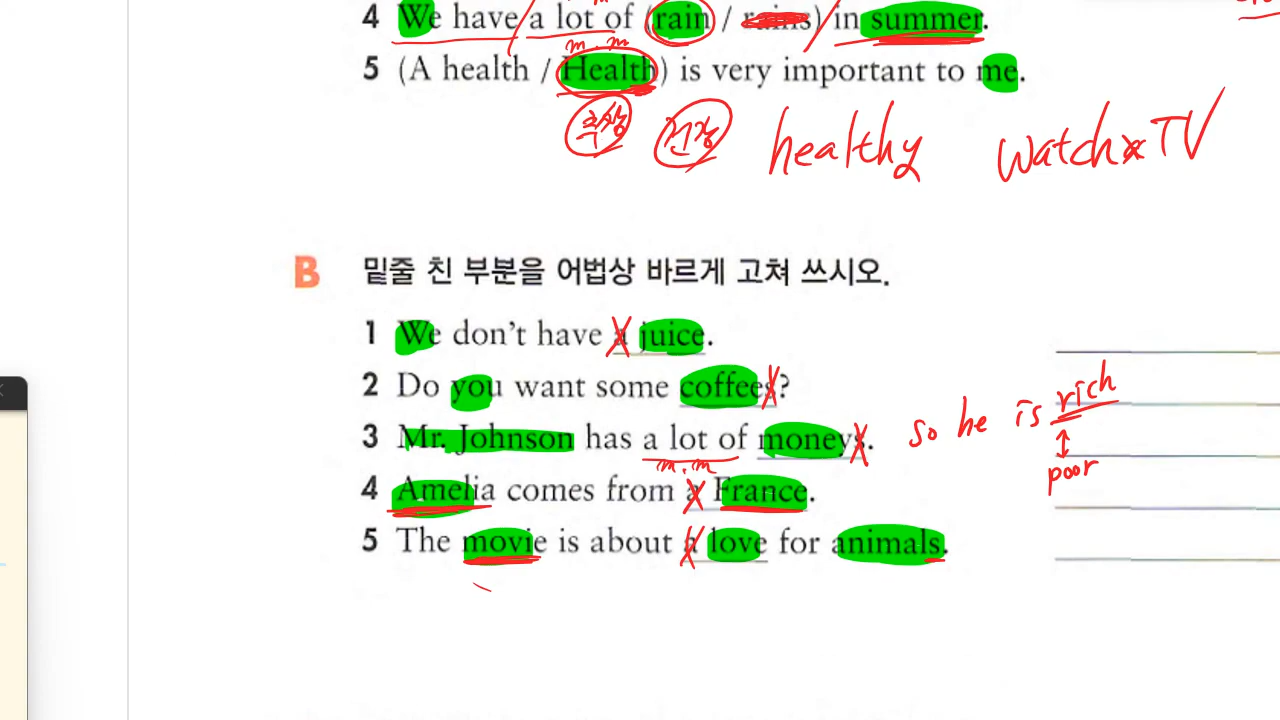 4 We have a lot of (rain / rains) in summer.
m.m
5 (A health / Health) is very important to me.
추상 건강 healthy watch TV
B 밑줄 친 부분을 어법상 바르게 고쳐 쓰시오.
1 We don't have a juice.
2 Do you want some coffees?
so he is rich
3 Mr. Johnson has a lot of moneys.
m.m
poor
4 Amelia comes from a France.
5 The movie is about a love for animals.